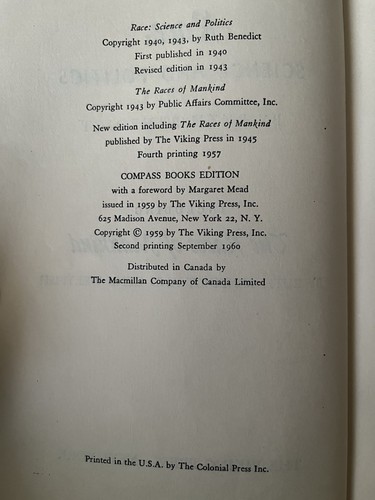 Race: Science and Politics
Copyright 1940, 1943, by Ruth Benedict
First published in 1940
Revised edition in 1943
The Races of Mankind
Copyright 1943 by Public Affairs Committee, Inc.
New edition including The Races of Mankind
published by The Viking Press in 1945
Fourth printing 1957
COMPASS BOOKS EDITION
with a foreword by Margaret Mead
issued in 1959 by The Viking Press, Inc.
625 Madison Avenue, New York 22, N. Y.
Copyright © 1959 by The Viking Press, Inc.
Second printing September 1960
Distributed in Canada by
The Macmillan Company of Canada Limited
Printed in the U.S.A. by The Colonial Press Inc.